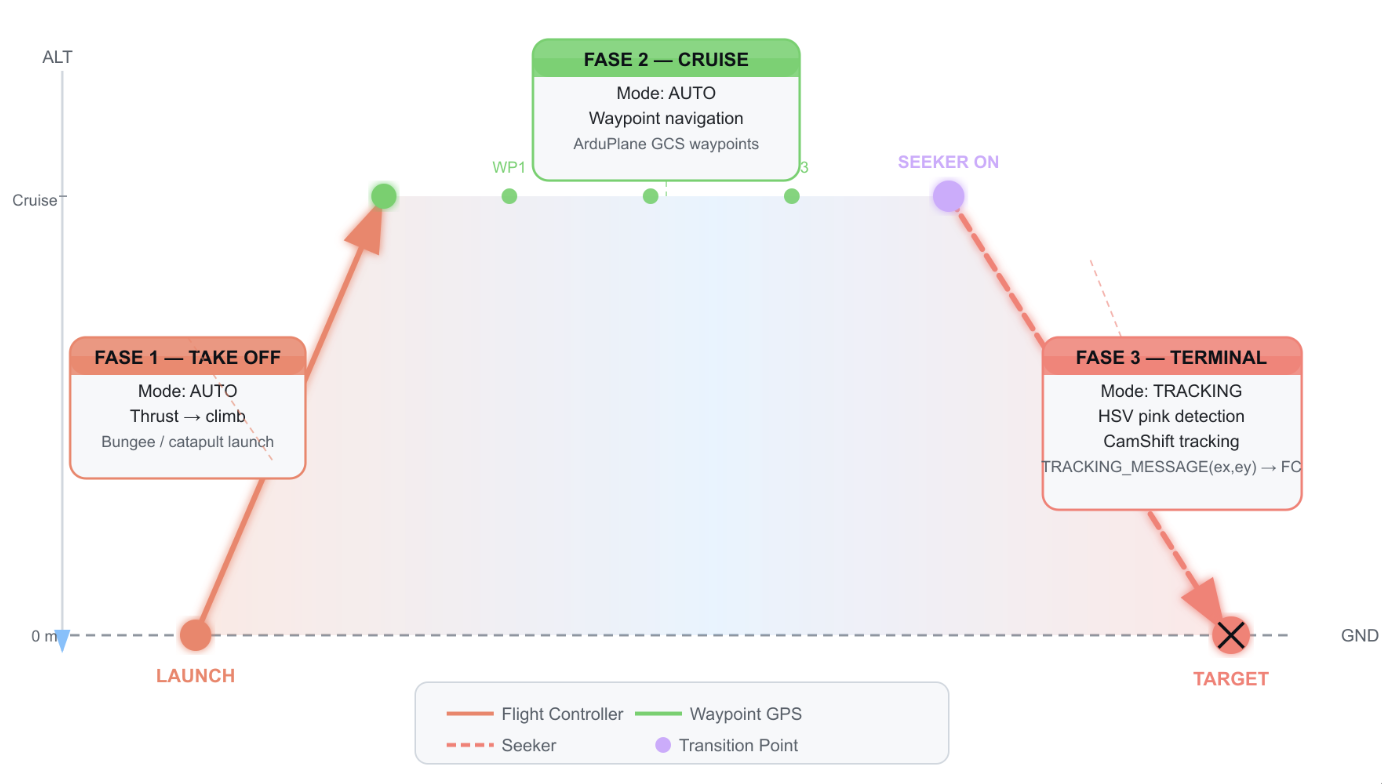 ALT
FASE 2 — CRUISE
Mode: AUTO
Waypoint navigation
ArduPlane GCS waypoints
WP1
3
SEEKER ON
Cruise
FASE 1 — TAKE OFF
Mode: AUTO
Thrust → climb
Bungee / catapult launch
FASE 3 — TERMINAL
Mode: TRACKING
HSV pink detection
CamShift tracking
TRACKING_MESSAGE(ex,ey) → FC
0 m
GND
LAUNCH
TARGET
Flight Controller
Waypoint GPS
Seeker
Transition Point